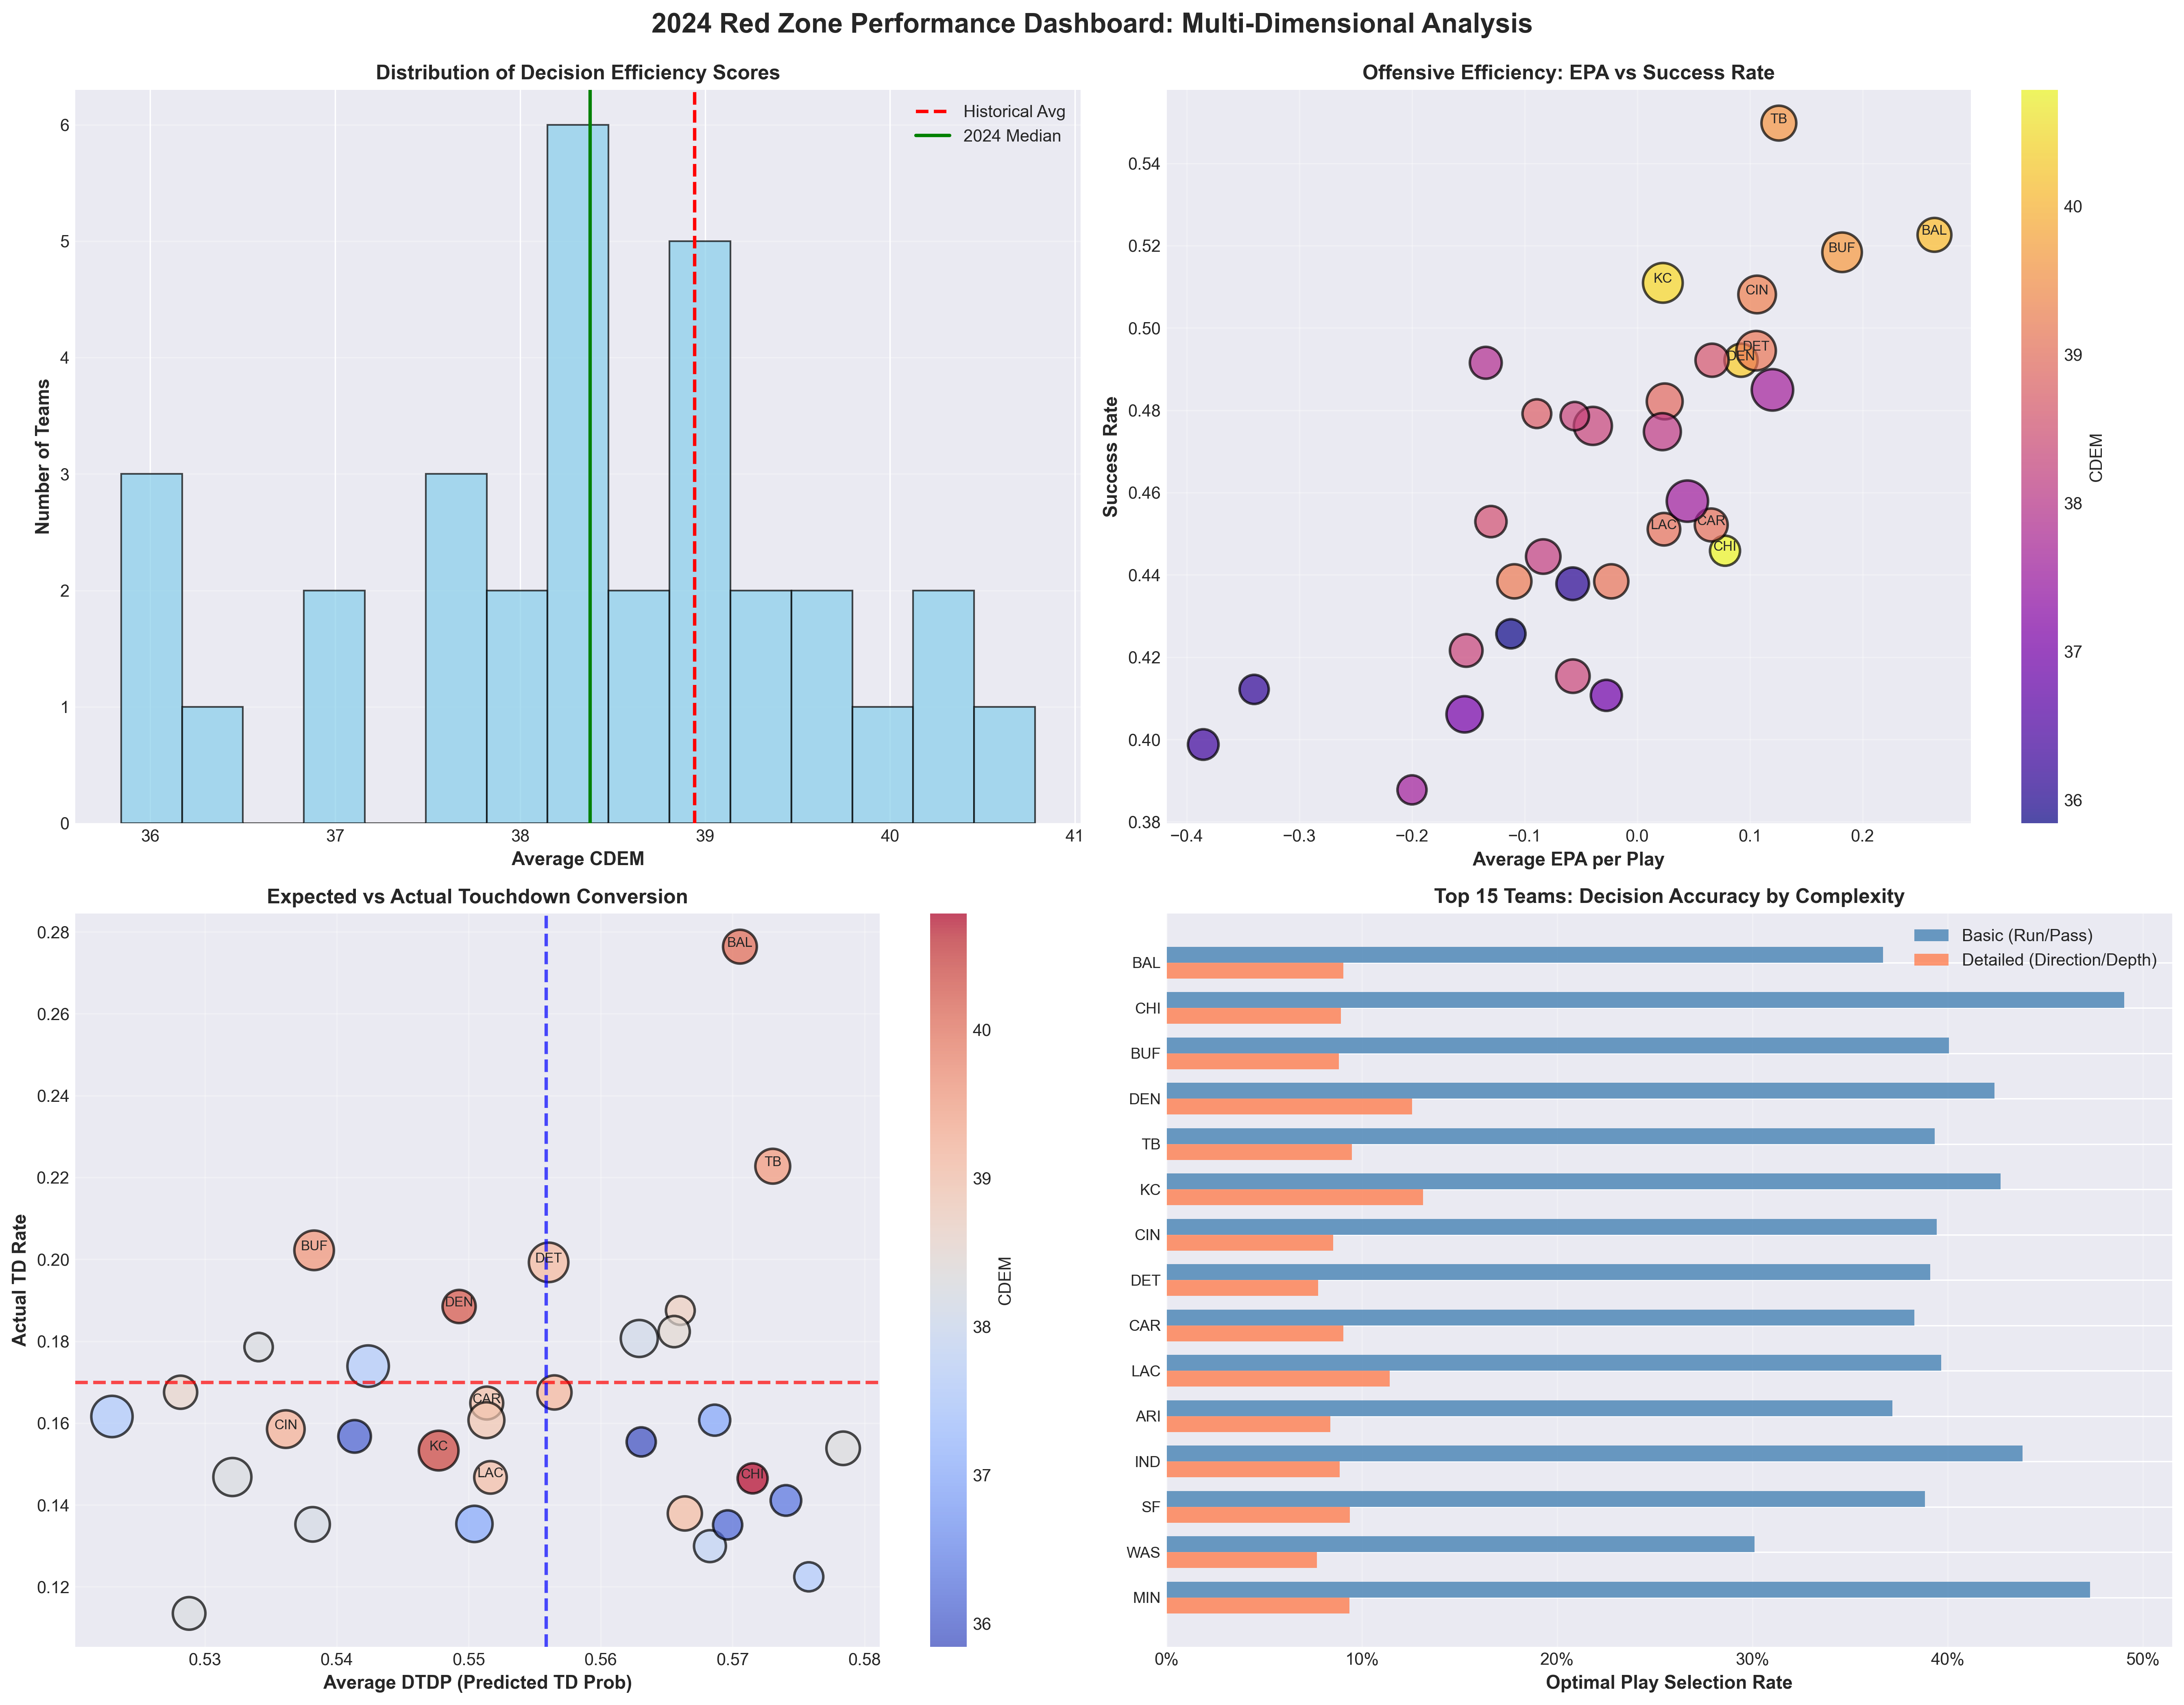 2024 Red Zone Performance Dashboard: Multi-Dimensional Analysis
Distribution of Decision Efficiency Scores
Number of Teams
6
5
4
3
2
1
0
Historical Avg
2024 Median
36
37
38
39
40
41
Average CDEM
Offensive Efficiency: EPA vs Success Rate
Success Rate
0.54
0.52
0.50
0.48
0.46
0.44
0.42
0.40
0.38
TB
BAL
BUF
KC
CIN
DET
DEN
LAC
CAR
CHI
−0.4
−0.3
−0.2
−0.1
0.0
0.1
0.2
Average EPA per Play
40
39
38
37
36
CDEM
Expected vs Actual Touchdown Conversion
Actual TD Rate
0.28
0.26
0.24
0.22
0.20
0.18
0.16
0.14
0.12
BAL
TB
BUF
DET
DEN
CAR
CIN
KC
LAC
CHI
0.53
0.54
0.55
0.56
0.57
0.58
Average DTDP (Predicted TD Prob)
40
39
38
37
36
CDEM
Top 15 Teams: Decision Accuracy by Complexity
Basic (Run/Pass)
Detailed (Direction/Depth)
BAL
CHI
BUF
DEN
TB
KC
CIN
DET
CAR
LAC
ARI
IND
SF
WAS
MIN
0%
10%
20%
30%
40%
50%
Optimal Play Selection Rate